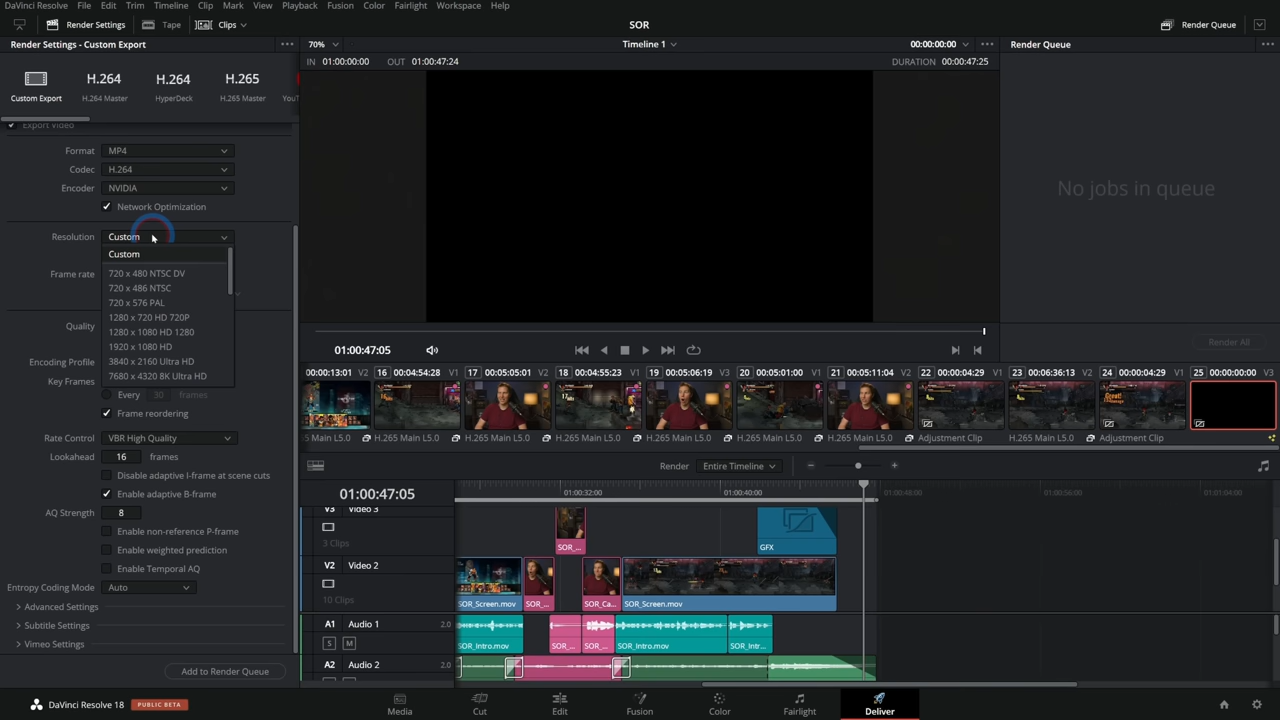 DaVinci Resolve File Edit Trim Timeline Clip Mark View Playback Fusion Color Fairlight Workspace Help
Render Settings Tape Clips SOR Render Queue
Render Settings - Custom Export 70% Timeline 1 00:00:00:00 Render Queue
IN 01:00:00:00 OUT 01:00:47:24 DURATION 00:00:47:25
H.264 H.264 H.265
Custom Export H.264 Master HyperDeck H.265 Master
Export Video
Format MP4
Codec H.264
Encoder NVIDIA
Network Optimization
No jobs in queue
Resolution Custom
Custom
720 x 480 NTSC DV
Frame rate
720 x 486 NTSC
720 x 576 PAL
1280 x 720 HD 720P
Quality
1280 x 1080 HD 1280
1920 x 1080 HD
Encoding Profile
3840 x 2160 Ultra HD
7680 x 4320 8K Ultra HD
Key Frames
Every 30 frames
Frame reordering
Rate Control VBR High Quality
Lookahead 16 frames
Disable adaptive I-frame at scene cuts
Enable adaptive B-frame
AQ Strength 8
Enable non-reference P-frame
Enable weighted prediction
Enable Temporal AQ
Entropy Coding Mode Auto
Advanced Settings
Subtitle Settings
Vimeo Settings
Add to Render Queue
01:00:47:05
Render All
00:00:13:01 V2 16 00:04:54:28 V1 17 00:05:05:01 V2 18 00:04:55:23 V1 19 00:05:06:19 V3 20 00:05:01:00 V2 21 00:05:05:10 V2 22 00:04:04:29 V2 23 00:06:36:13 V2 24 00:04:04:29 V1 25 00:00:00:00 V3
5 Main L5.0 H.265 Main L5.0 H.265 Main L5.0 H.265 Main L5.0 H.265 Main L5.0 H.265 Main L5.0 H.265 Main L5.0 Adjustment Clip H.265 Main L5.0 Adjustment Clip
Render Entire Timeline
01:00:47:05
01:00:32:00 01:00:40:00 01:00:48:00 01:00:56:00 01:01:04:00
V3 Video 3
3 Clips
SOR_... GFX
V2 Video 2
10 Clips
SOR_Screen.mov SOR_... SOR_Ca... SOR_Screen.mov
A1 Audio 1 2.0
S M
SOR_Intro.mov SOR_... SOR_... SOR_Intro.mov SOR_Intr...
A2 Audio 2 2.0
DaVinci Resolve 18 PUBLIC BETA
Media Cut Edit Fusion Color Fairlight Deliver